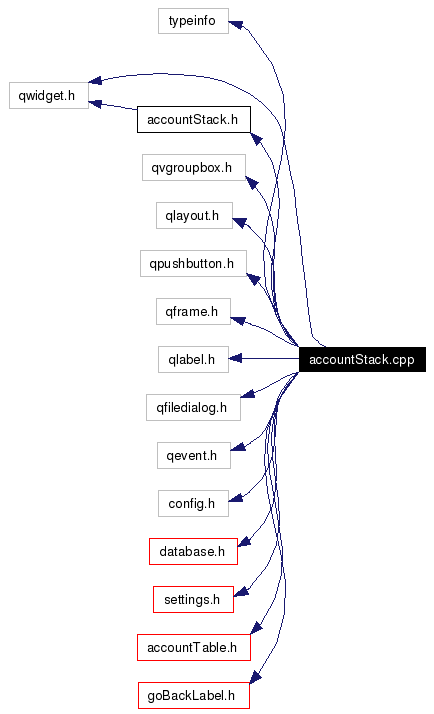 typeinfo
qwidget.h
accountStack.h
qvgroupbox.h
qlayout.h
qpushbutton.h
qframe.h
accountStack.cpp
qlabel.h
qfiledialog.h
qevent.h
config.h
database.h
settings.h
accountTable.h
goBackLabel.h